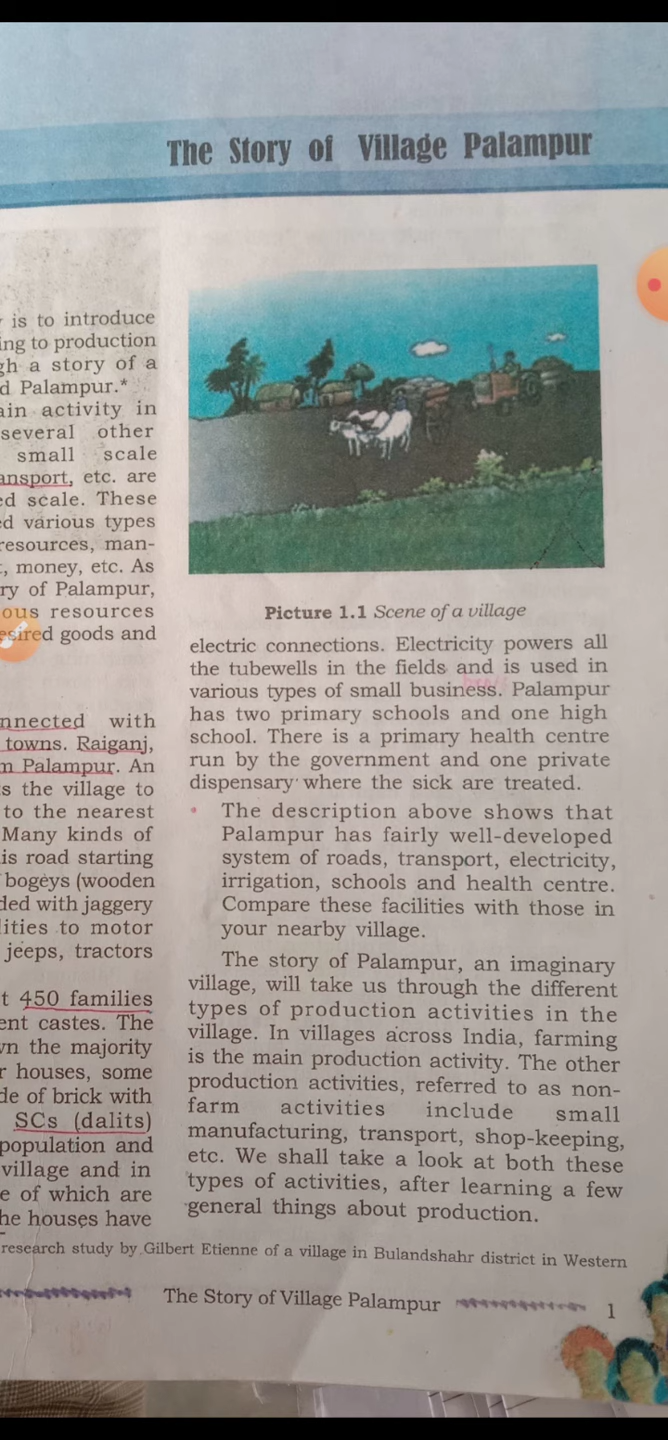 The Story of Village Palampur
is to introduce
ing to production
gh a story of a
d Palampur.*
ain activity in
several other
small scale
ansport, etc. are
ed scale. These
ed various types
resources, man-
, money, etc. As
ry of Palampur,
ous resources
esired goods and
nnected with
towns. Raiganj,
m Palampur. An
s the village to
to the nearest
Many kinds of
is road starting
bogeys (wooden
ded with jaggery
lities to motor
jeeps, tractors
t 450 families
ent castes. The
wn the majority
r houses, some
de of brick with
SCs (dalits)
population and
village and in
e of which are
he houses have
Picture 1.1 Scene of a village
electric connections. Electricity powers all
the tubewells in the fields and is used in
various types of small business. Palampur
has two primary schools and one high
school. There is a primary health centre
run by the government and one private
dispensary where the sick are treated.
• The description above shows that
Palampur has fairly well-developed
system of roads, transport, electricity,
irrigation, schools and health centre.
Compare these facilities with those in
your nearby village.
The story of Palampur, an imaginary
village, will take us through the different
types of production activities in the
village. In villages across India, farming
is the main production activity. The other
production activities, referred to as non-
farm activities include small
manufacturing, transport, shop-keeping,
etc. We shall take a look at both these
types of activities, after learning a few
general things about production.
research study by Gilbert Etienne of a village in Bulandshahr district in Western
The Story of Village Palampur 1